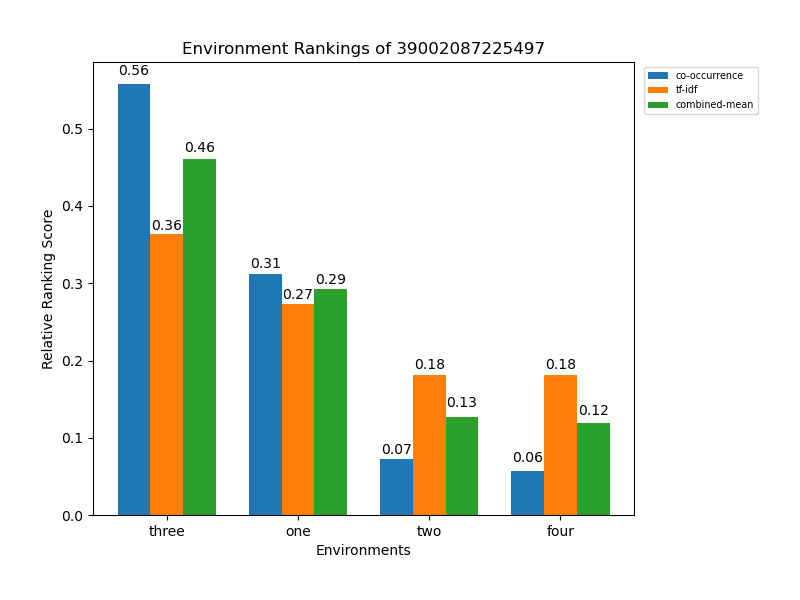 Environment Rankings of 39002087225497
co-occurrence
tf-idf
combined-mean
0.56
0.36
0.46
0.31
0.27
0.29
0.07
0.18
0.13
0.06
0.18
0.12
Relative Ranking Score
0.5
0.4
0.3
0.2
0.1
0.0
three one two four
Environments